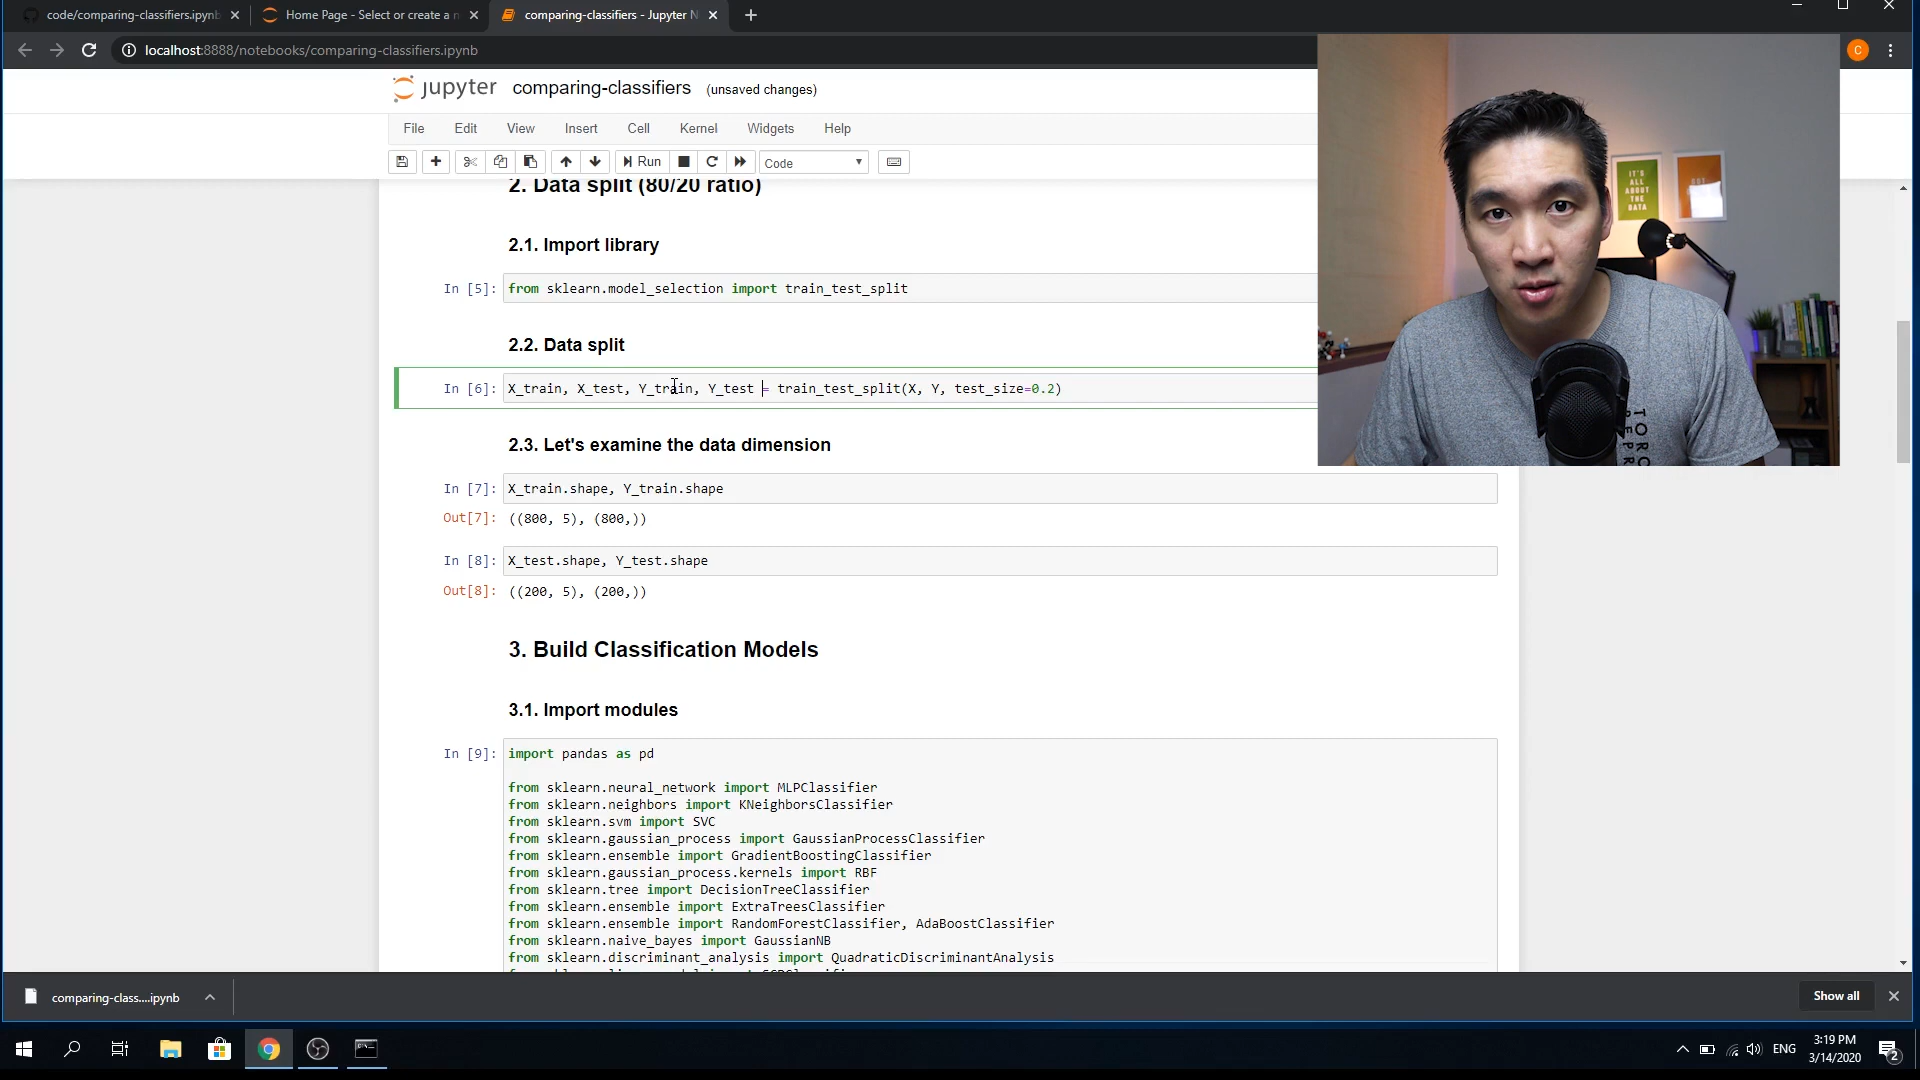 code/comparing-classifiers.ipynb
Home Page - Select or create a n
comparing-classifiers - Jupyter N
localhost:8888/notebooks/comparing-classifiers.ipynb
C
jupyter comparing-classifiers (unsaved changes)
File Edit View Insert Cell Kernel Widgets Help
Run Code
2. Data split (80/20 ratio)
2.1. Import library
In [5]: from sklearn.model_selection import train_test_split
2.2. Data split
In [6]: X_train, X_test, Y_train, Y_test = train_test_split(X, Y, test_size=0.2)
2.3. Let's examine the data dimension
In [7]: X_train.shape, Y_train.shape
Out[7]: ((800, 5), (800,))
In [8]: X_test.shape, Y_test.shape
Out[8]: ((200, 5), (200,))
3. Build Classification Models
3.1. Import modules
In [9]: import pandas as pd
from sklearn.neural_network import MLPClassifier
from sklearn.neighbors import KNeighborsClassifier
from sklearn.svm import SVC
from sklearn.gaussian_process import GaussianProcessClassifier
from sklearn.ensemble import GradientBoostingClassifier
from sklearn.gaussian_process.kernels import RBF
from sklearn.tree import DecisionTreeClassifier
from sklearn.ensemble import ExtraTreesClassifier
from sklearn.ensemble import RandomForestClassifier, AdaBoostClassifier
from sklearn.naive_bayes import GaussianNB
from sklearn.discriminant_analysis import QuadraticDiscriminantAnalysis
IT'S
ALL
ABOUT
THE
DATA
comparing-class....ipynb
Show all
ENG
3:19 PM
3/14/2020
2